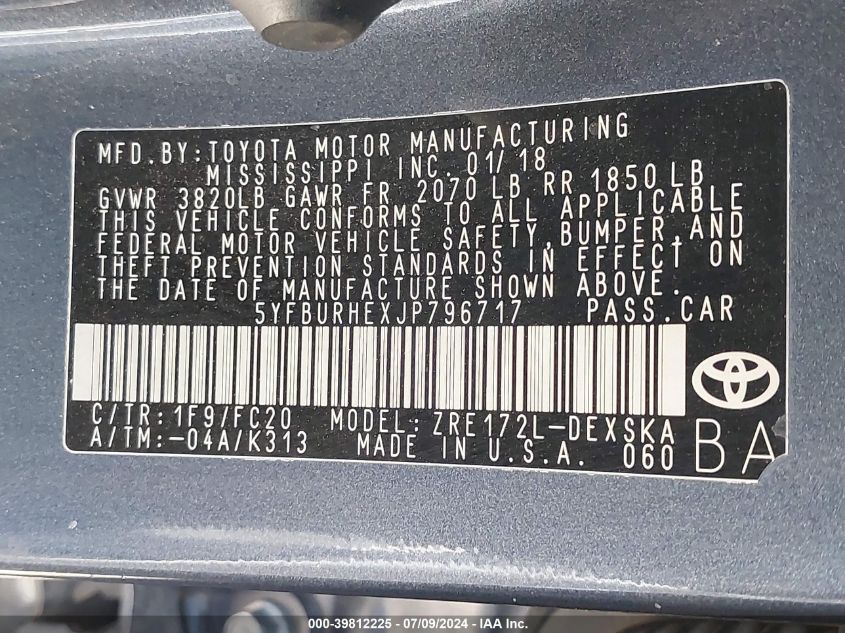 MFD.BY:TOYOTA MOTOR MANUFACTURING
MISSISSIPPI INC. 01/18
GVWR 3820LB GAWR FR 2070 LB RR 1850 LB
THIS VEHICLE CONFORMS TO ALL APPLICABLE
FEDERAL MOTOR VEHICLE SAFETY,BUMPER,AND
THEFT PREVENTION STANDARDS IN EFFECT ON
THE DATE OF MANUFACTURE SHOWN ABOVE.
5YFBURHEXJP796717 PASS.CAR
C/TR:1F9/FC20 MODEL:ZRE172L-DEXSKA
A/TM:-04A/K313 MADE IN U.S.A. 060 BA
000-39812225 - 07/09/2024 - IAA Inc.